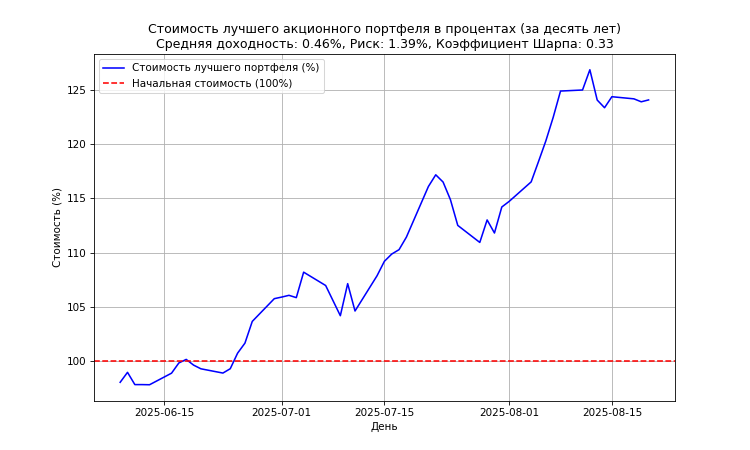 Стоимость лучшего акционного портфеля в процентах (за десять лет)
Средняя доходность: 0.46%, Риск: 1.39%, Коэффициент Шарпа: 0.33
Стоимость лучшего портфеля (%)
Начальная стоимость (100%)
Стоимость (%)
125
120
115
110
105
100
2025-06-15
2025-07-01
2025-07-15
2025-08-01
2025-08-15
День